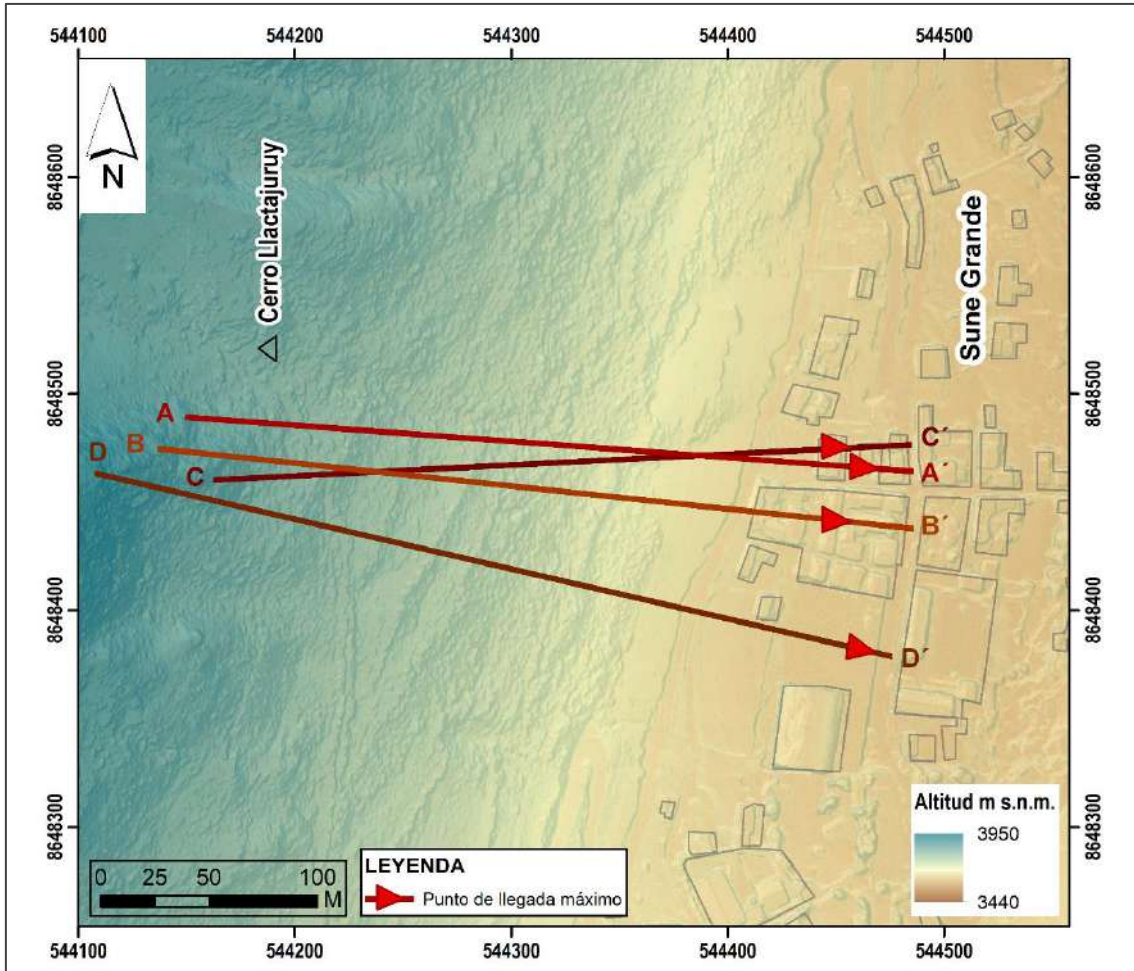 544100 544200 544300 544400 544500
N
Cerro Llactajuruy
Sune Grande
8648600 8648600
8648500 8648500
8648400 8648400
8648300 8648300
A
B
C
D
C´
A´
B´
D´
Altitud m s.n.m.
3950
3440
LEYENDA
Punto de llegada máximo
0 25 50 100
M
544100 544200 544300 544400 544500